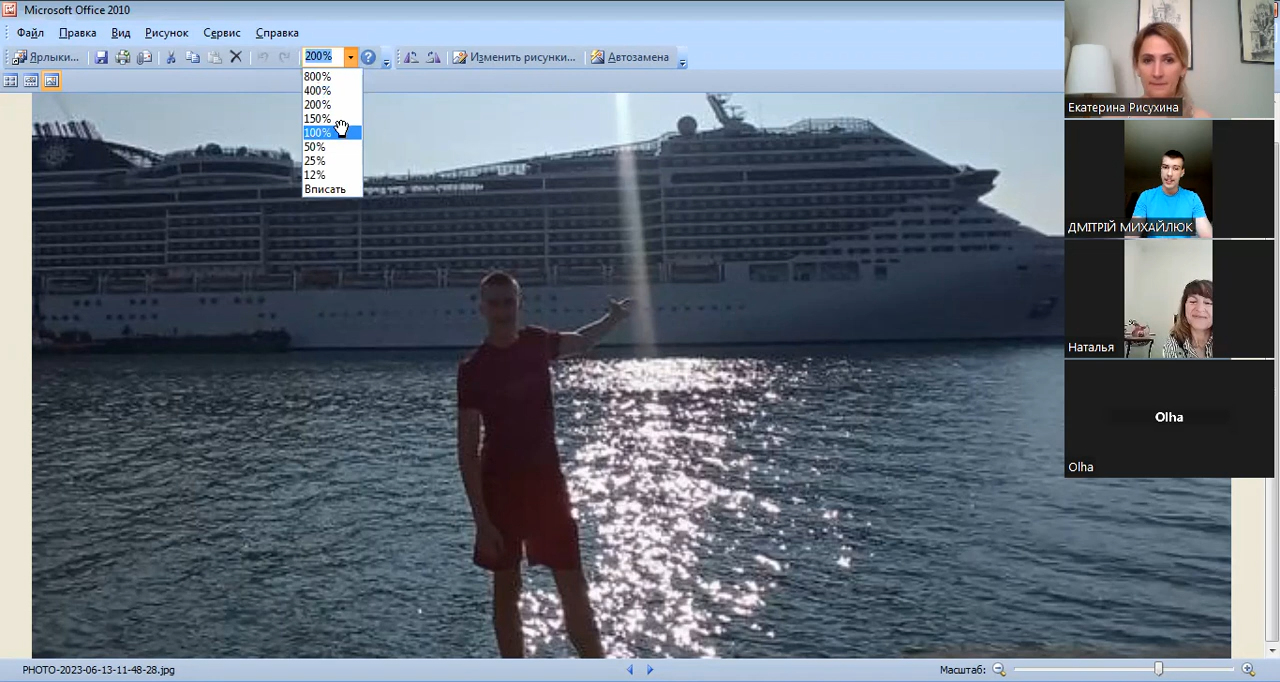 Microsoft Office 2010
Файл Правка Вид Рисунок Сервис Справка
Ярлыки... 200% Изменить рисунки... Автозамена
800%
400%
200%
150%
100%
50%
25%
12%
Вписать
Екатерина Рисухина
ДМІТРІЙ МИХАЙЛЮК
Наталья
Olha
Olha
PHOTO-2023-06-13-11-48-28.jpg
Масштаб: